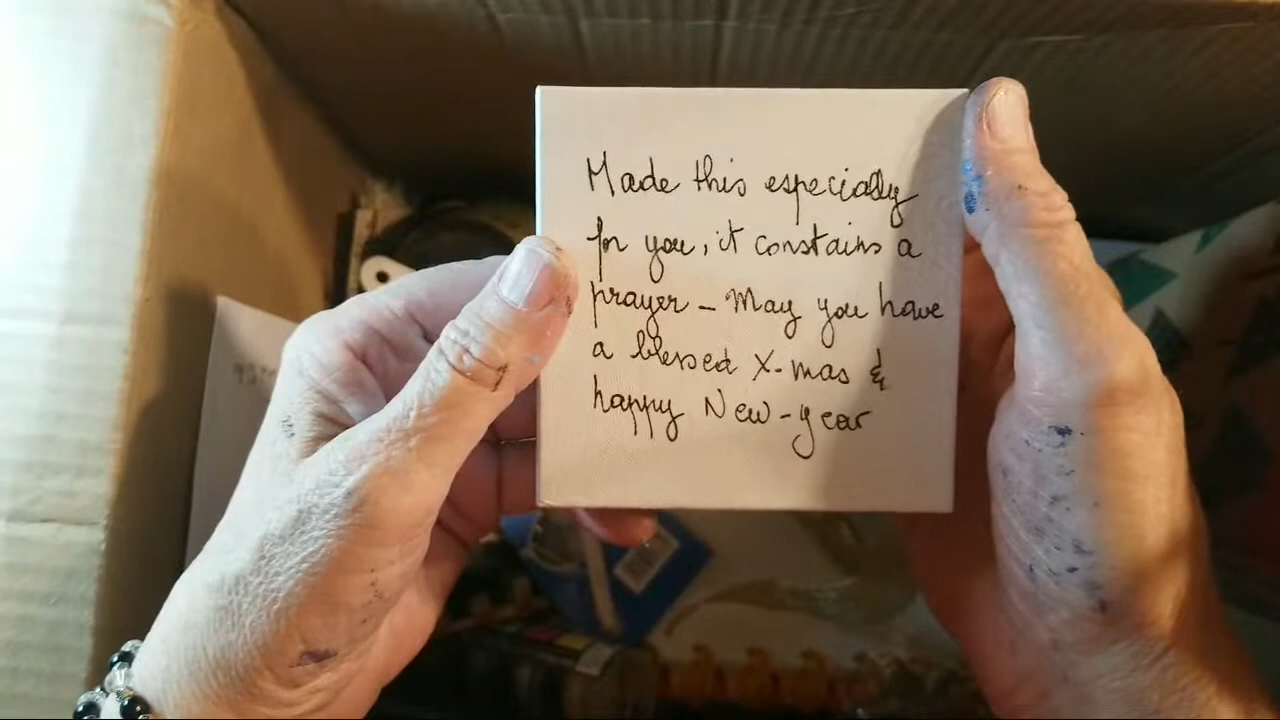 Made this especially
for you, it constains a
prayer - May you have
a blessed X-mas &
happy New-year